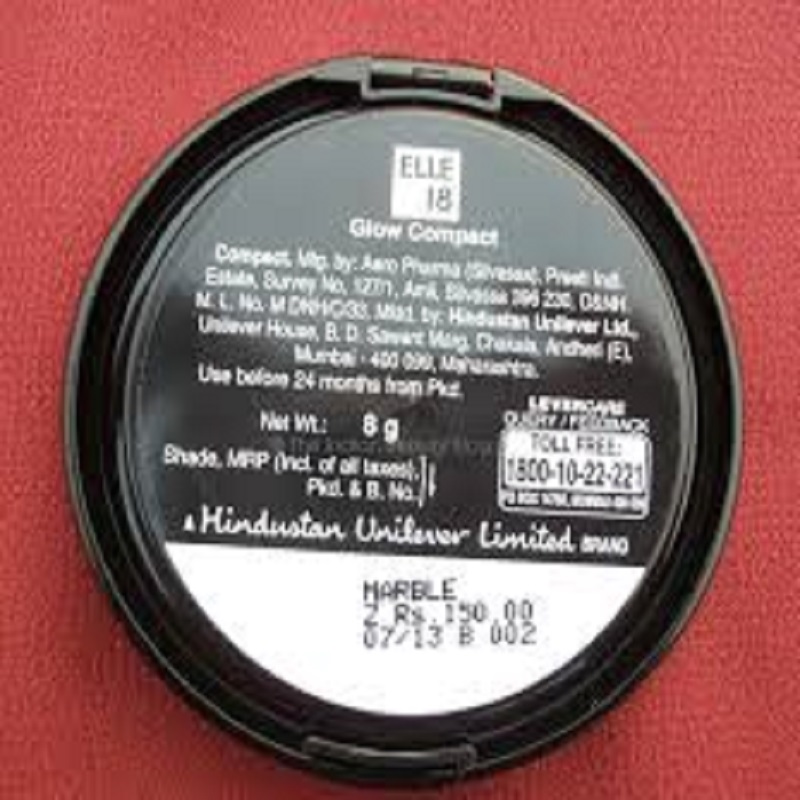 ELLE
18
Glow Compact
Compact. Mfg. by: Aero Pharma (Silvassa), Preeti Indl.
Estate, Survey No. 127/1, Amli, Silvassa 396 230, D&NH.
M. L. No. Mktd. by: Hindustan Unilever Ltd.,
Unilever House, B. D. Sawant Marg, Chakala, Andheri (E),
Mumbai - 400 099, Maharashtra.
Use before 24 months from Pkd.
Net Wt.: 8 g
LEVERCARE
QUERY / FEEDBACK
TOLL FREE:
1800-10-22-221
Shade, MRP (Incl. of all taxes),
Pkd. & B. No.
A Hindustan Unilever Limited BRAND
MARBLE
Z Rs.150.00
07/13 B 002